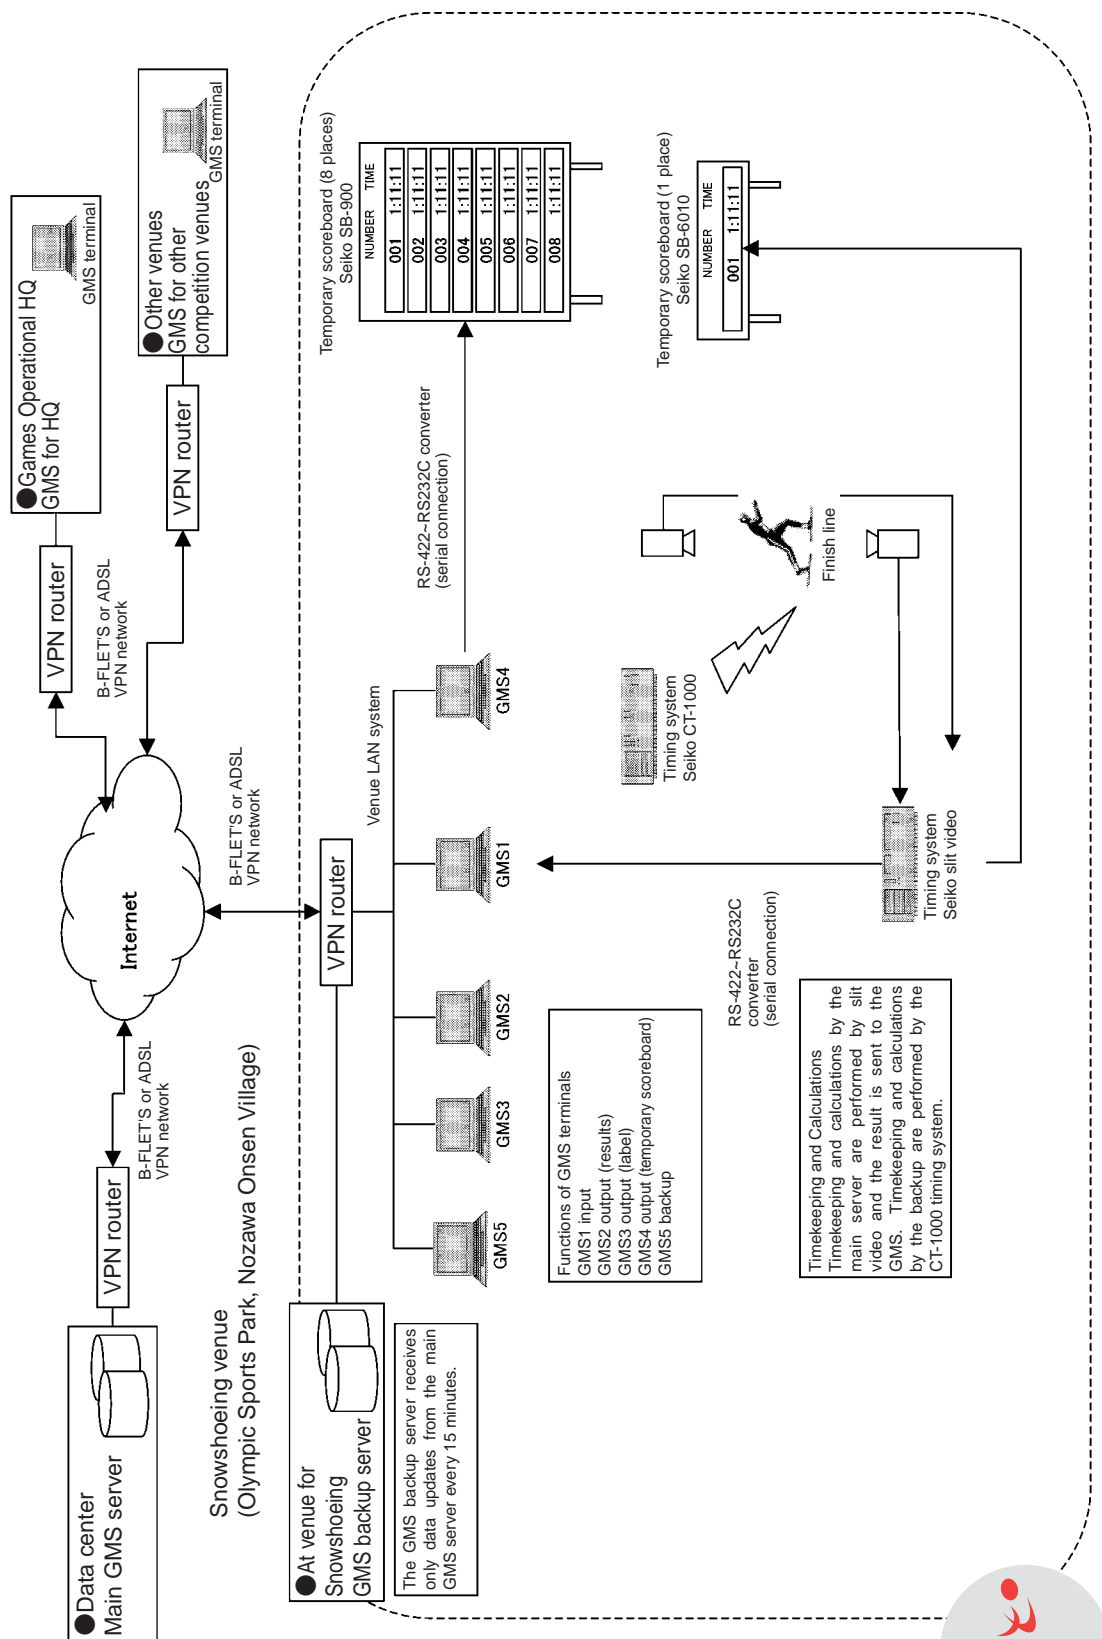 ●Games Operational HQ
GMS for HQ
GMS terminal
●Other venues
GMS for other
competition venues
GMS terminal
VPN router
VPN router
B-FLET'S or ADSL
VPN network
Internet
B-FLET'S or ADSL
VPN network
B-FLET'S or ADSL
VPN network
VPN router
●Data center
Main GMS server
Snowshoeing venue
(Olympic Sports Park, Nozawa Onsen Village)
●At venue for
Snowshoeing
GMS backup server
The GMS backup server receives
only data updates from the main
GMS server every 15 minutes.
VPN router
Venue LAN system
GMS5
GMS3
GMS2
GMS1
GMS4
RS-422~RS232C converter
(serial connection)
Temporary scoreboard (8 places)
Seiko SB-900
NUMBER TIME
001 1:11:11
002 1:11:11
003 1:11:11
004 1:11:11
005 1:11:11
006 1:11:11
007 1:11:11
008 1:11:11
Functions of GMS terminals
GMS1 input
GMS2 output (results)
GMS3 output (label)
GMS4 output (temporary scoreboard)
GMS5 backup
Timing system
Seiko CT-1000
Finish line
Temporary scoreboard (1 place)
Seiko SB-6010
NUMBER TIME
001 1:11:11
RS-422~RS232C
converter
(serial connection)
Timing system
Seiko slit video
Timekeeping and Calculations
Timekeeping and calculations by the
main server are performed by slit
video and the result is sent to the
GMS. Timekeeping and calculations
by the backup are performed by the
CT-1000 timing system.